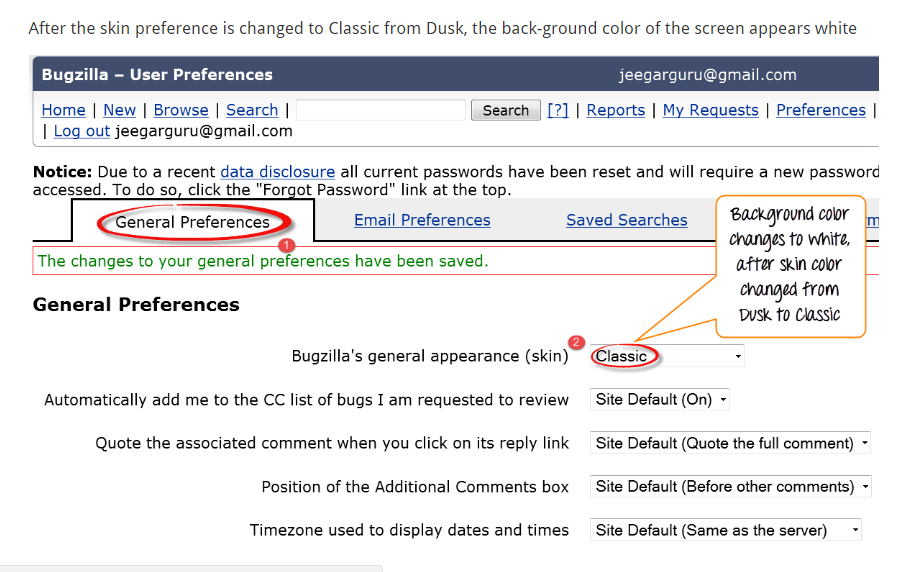 After the skin preference is changed to Classic from Dusk, the back-ground color of the screen appears white
Bugzilla – User Preferences jeegarguru@gmail.com
Home | New | Browse | Search | Search [?] | Reports | My Requests | Preferences |
| Log out jeegarguru@gmail.com
Notice: Due to a recent data disclosure all current passwords have been reset and will require a new password
accessed. To do so, click the "Forgot Password" link at the top.
General Preferences Email Preferences Saved Searches
1
The changes to your general preferences have been saved.
Background color
changes to white,
after skin color
changed from
Dusk to Classic
General Preferences
Bugzilla's general appearance (skin) 2 Classic
Automatically add me to the CC list of bugs I am requested to review Site Default (On)
Quote the associated comment when you click on its reply link Site Default (Quote the full comment)
Position of the Additional Comments box Site Default (Before other comments)
Timezone used to display dates and times Site Default (Same as the server)